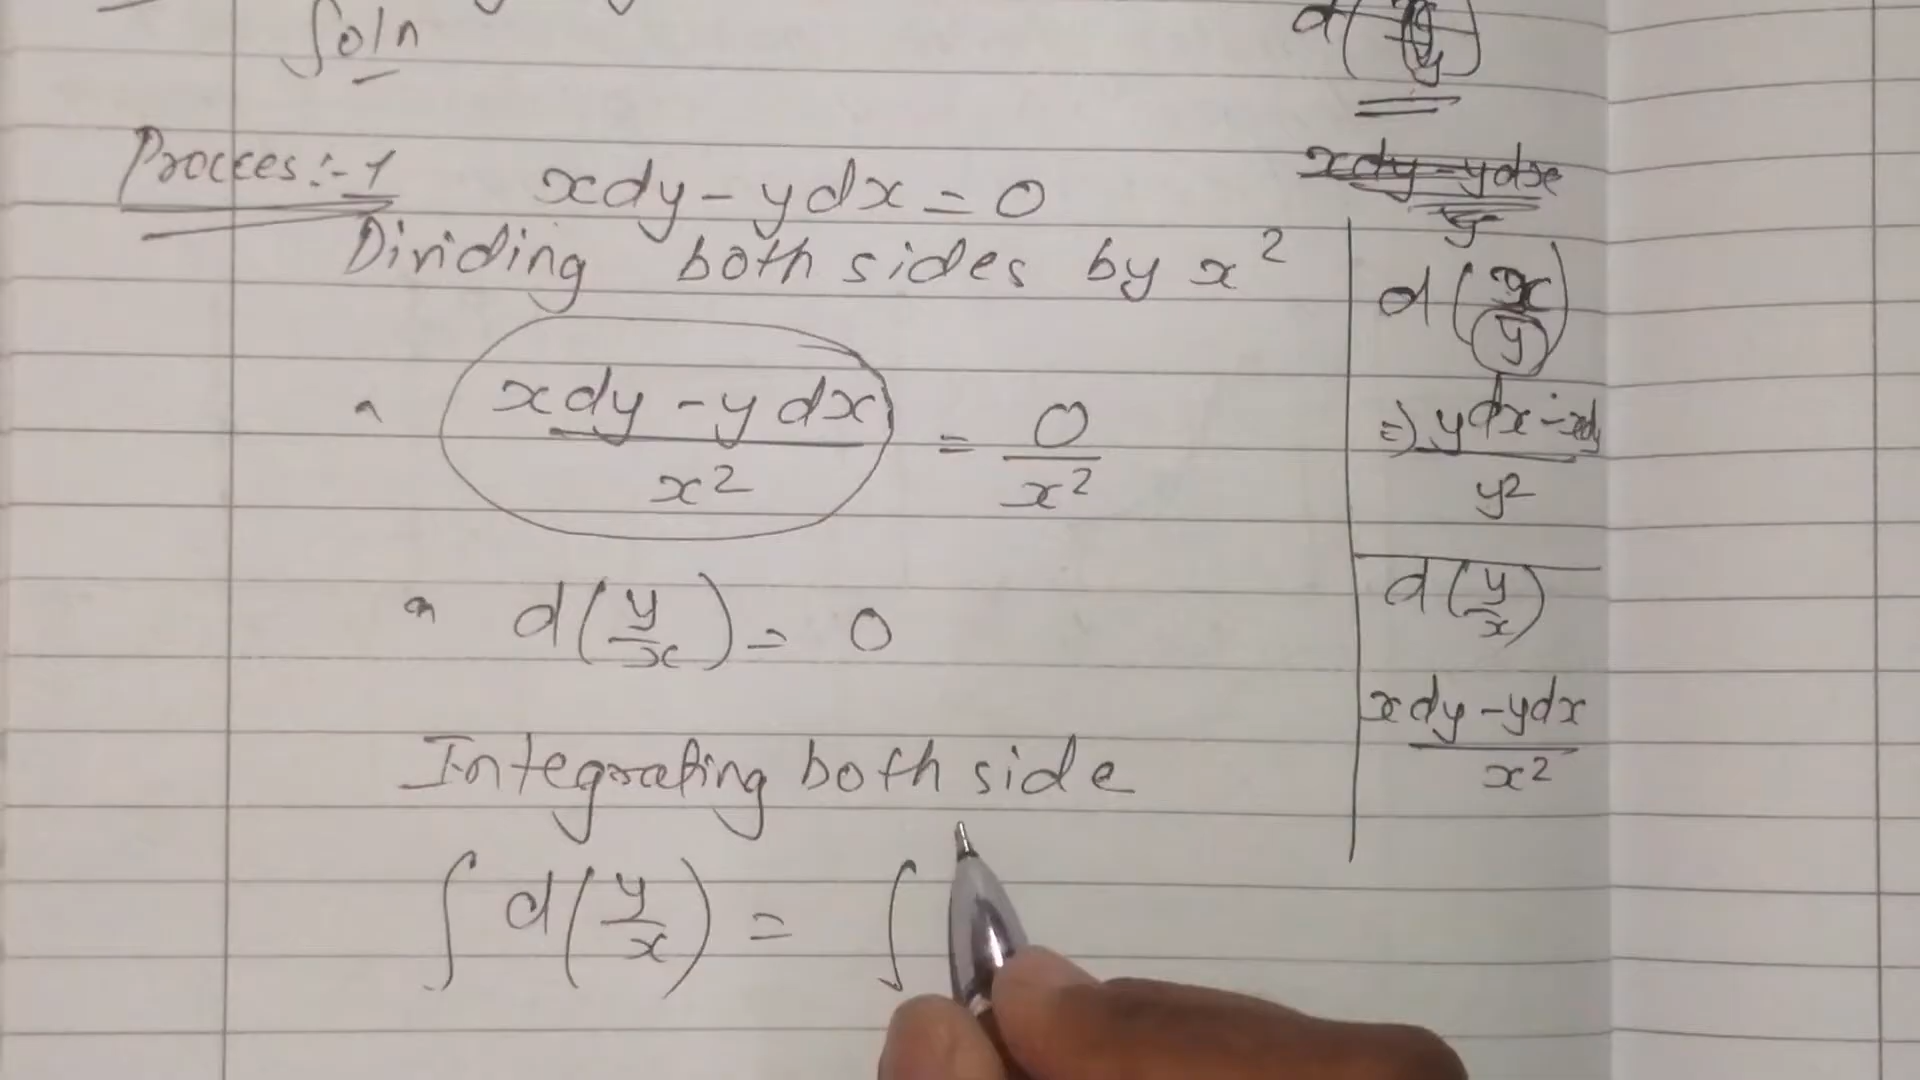 Soln
Procces:-1
xdy - ydx = 0
Dividing both sides by x²
xdy - ydx / x² = 0 / x²
d(y/x) = 0
Integrating both side
∫ d(y/x) = ∫
xdy - ydx / y
d(x/y)
=) ydx - xdy / y²
d(y/x)
xdy - ydx / x²